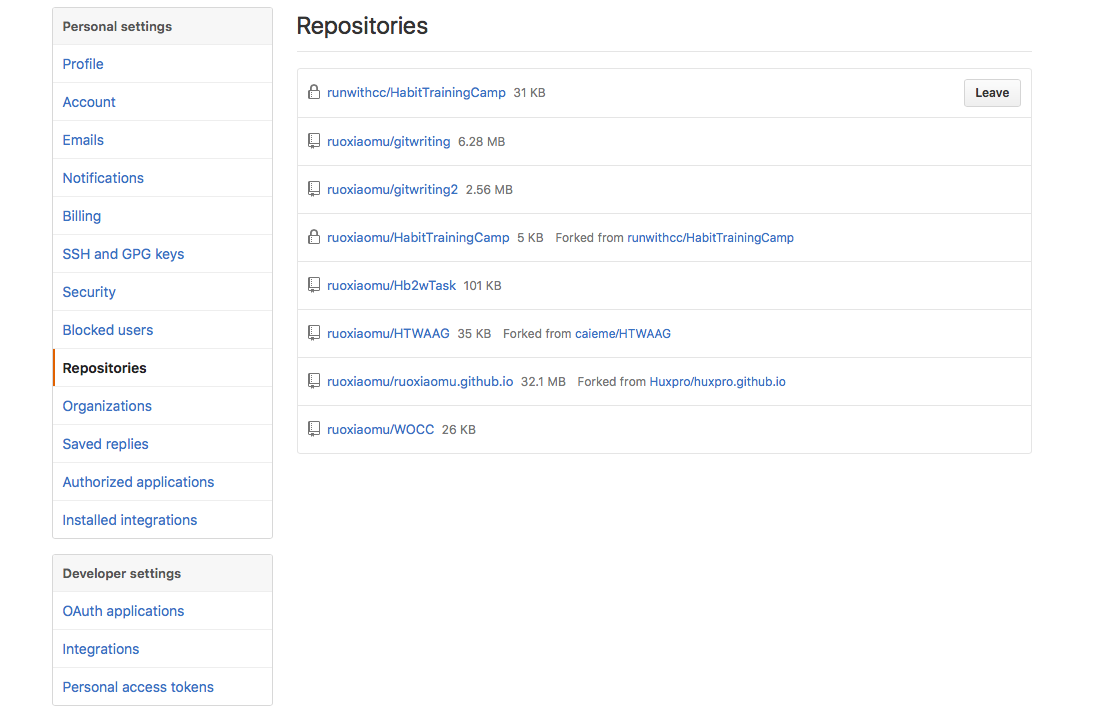 Personal settings
Profile
Account
Emails
Notifications
Billing
SSH and GPG keys
Security
Blocked users
Repositories
Organizations
Saved replies
Authorized applications
Installed integrations
Developer settings
OAuth applications
Integrations
Personal access tokens
Repositories
runwithcc/HabitTrainingCamp 31 KB Leave
ruoxiaomu/gitwriting 6.28 MB
ruoxiaomu/gitwriting2 2.56 MB
ruoxiaomu/HabitTrainingCamp 5 KB Forked from runwithcc/HabitTrainingCamp
ruoxiaomu/Hb2wTask 101 KB
ruoxiaomu/HTWAAG 35 KB Forked from caieme/HTWAAG
ruoxiaomu/ruoxiaomu.github.io 32.1 MB Forked from Huxpro/huxpro.github.io
ruoxiaomu/WOCC 26 KB